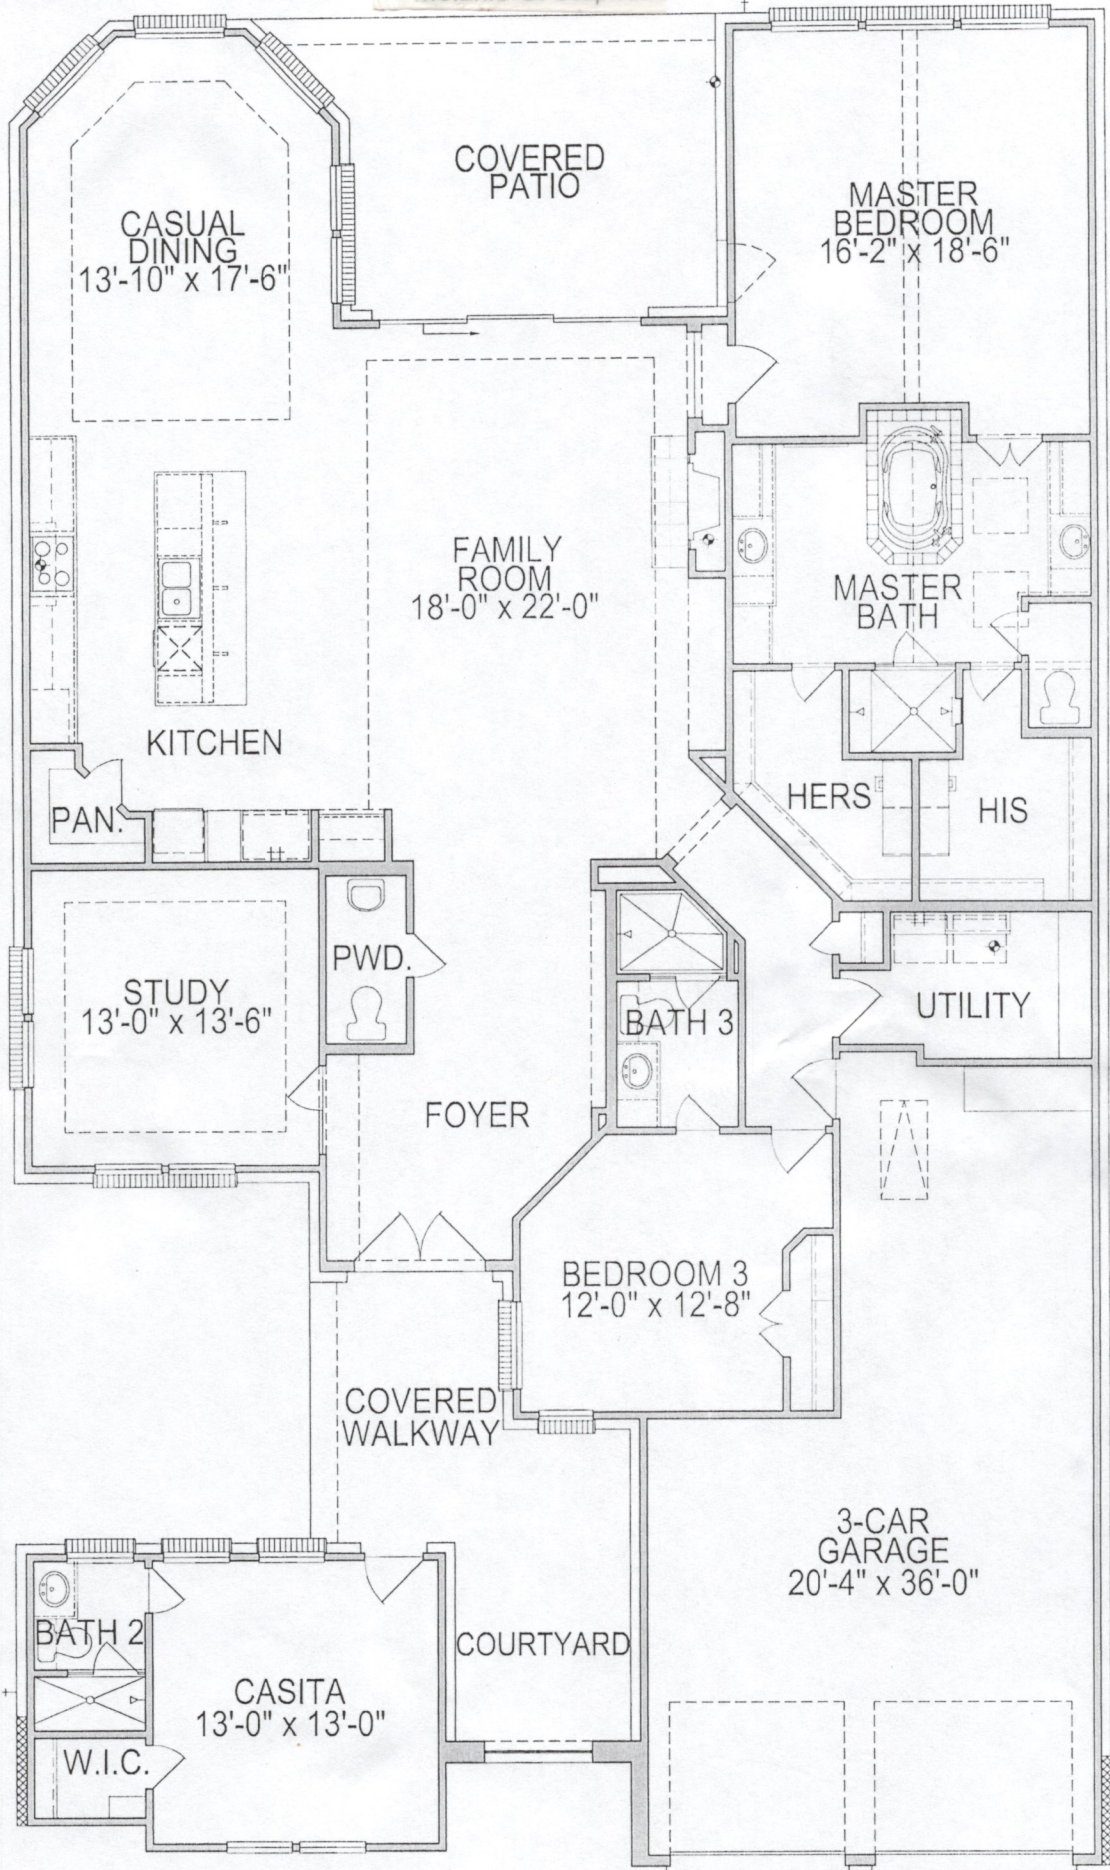 COVERED
PATIO
MASTER
BEDROOM
16'-2" x 18'-6"
CASUAL
DINING
13'-10" x 17'-6"
FAMILY
ROOM
18'-0" x 22'-0"
MASTER
BATH
KITCHEN
PAN.
HERS
HIS
PWD.
STUDY
13'-0" x 13'-6"
BATH 3
UTILITY
FOYER
BEDROOM 3
12'-0" x 12'-8"
COVERED
WALKWAY
3-CAR
GARAGE
20'-4" x 36'-0"
BATH 2
COURTYARD
CASITA
13'-0" x 13'-0"
W.I.C.